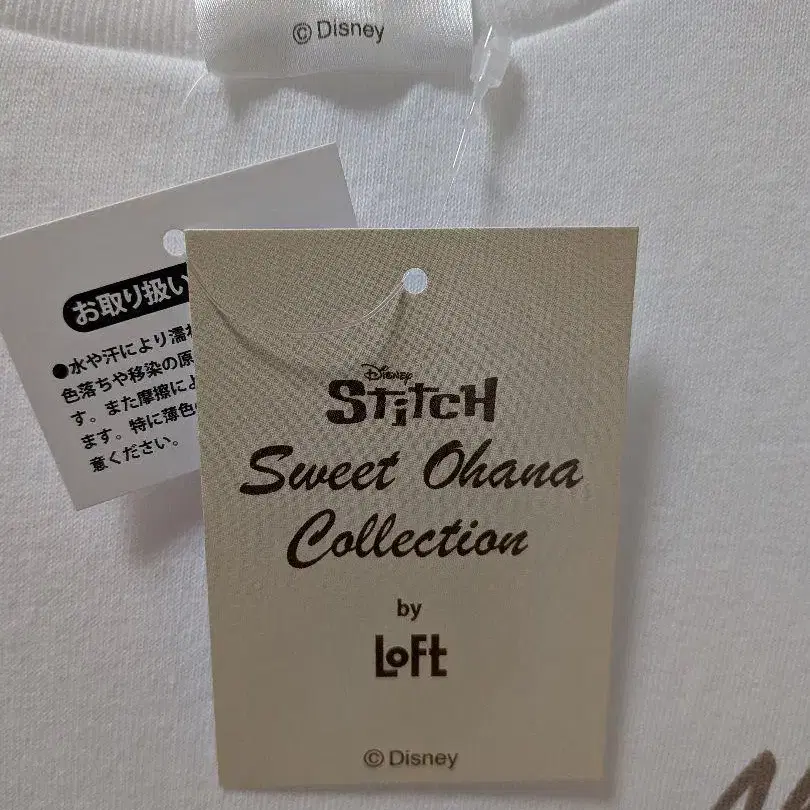 © Disney
お取り扱い
●水や汗により濡
色落ちや移染の原
す。また摩擦によ
ます。特に薄色
意ください。
Disney
Stitch
Sweet Ohana
Collection
by
LoFt
© Disney